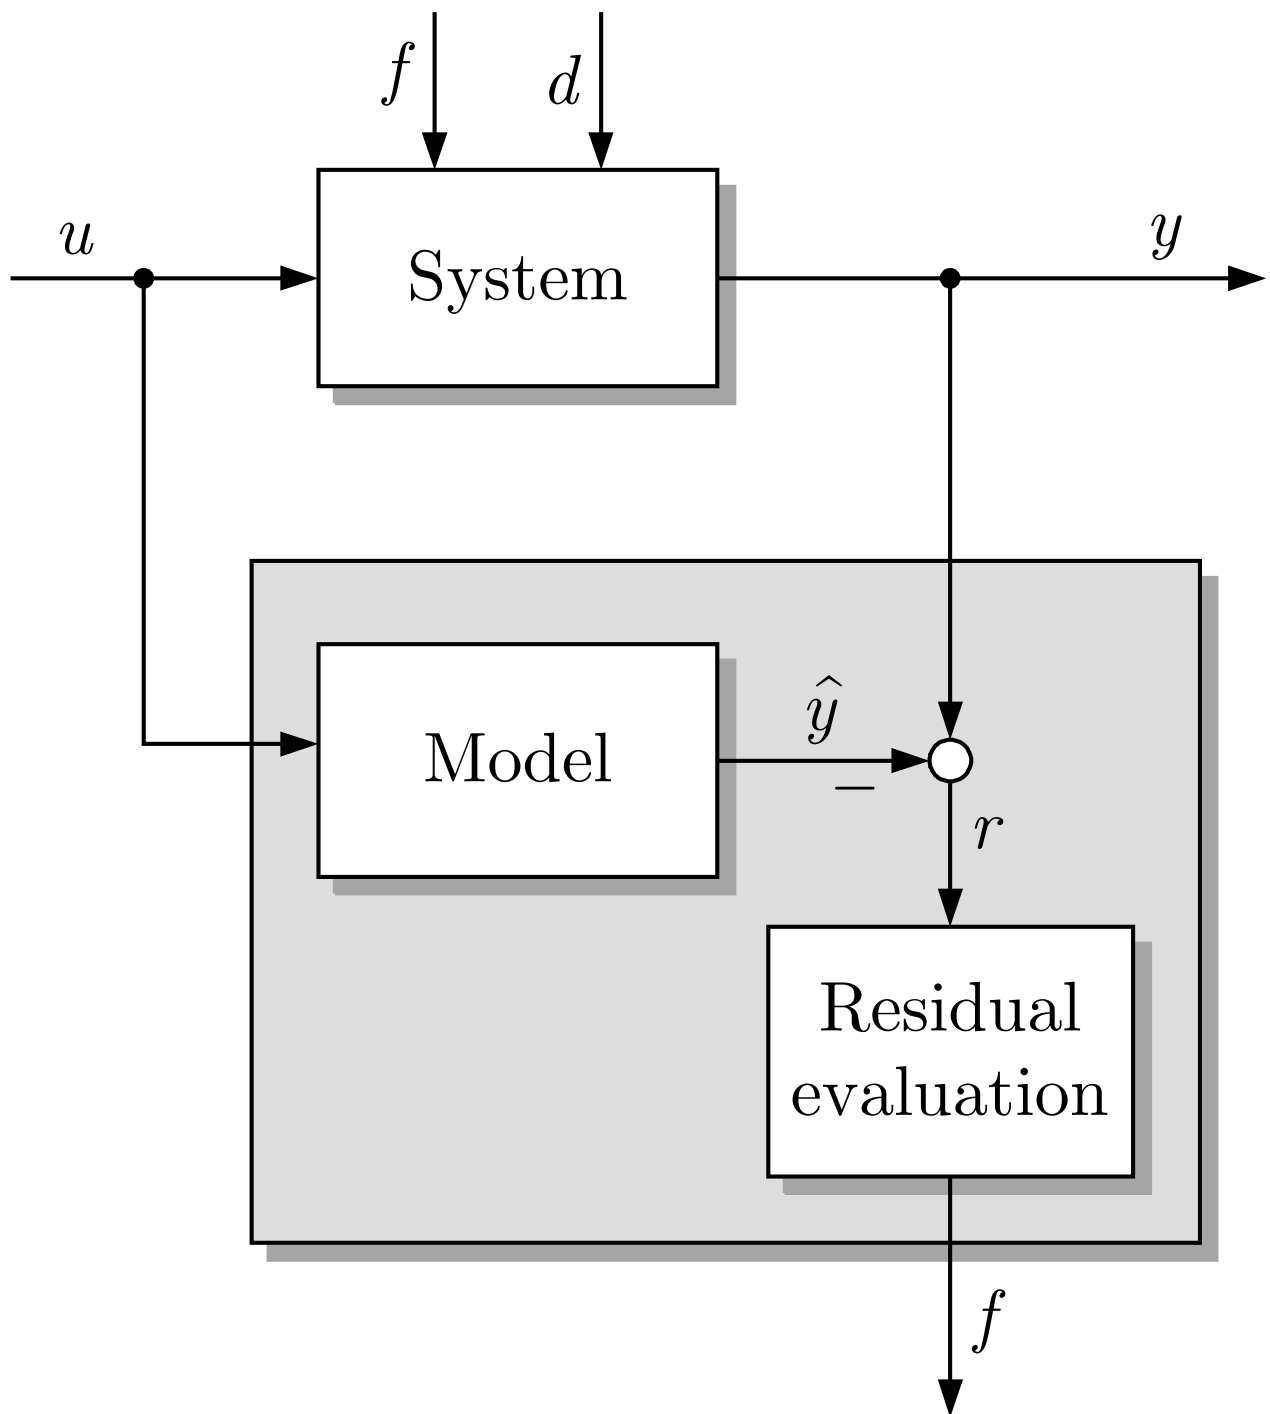 f
d
u
y
System
ŷ
Model
−
r
Residual
evaluation
f